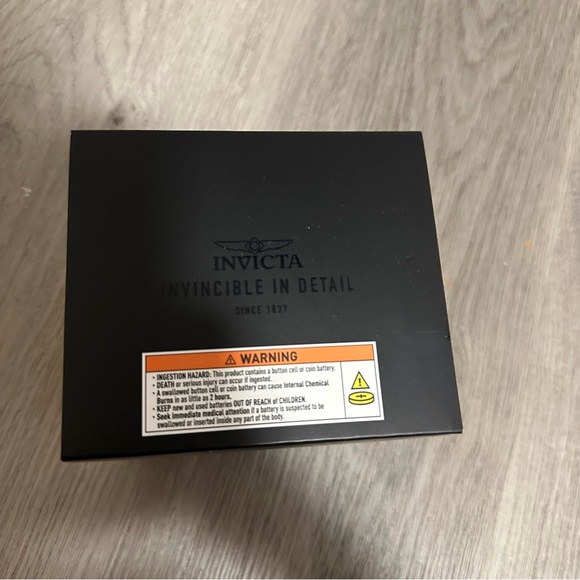 INVICTA
INVINCIBLE IN DETAIL
SINCE 1837
⚠ WARNING
• INGESTION HAZARD: This product contains a button cell or coin battery.
• DEATH or serious injury can occur if ingested.
• A swallowed button cell or coin battery can cause Internal Chemical
Burns in as little as 2 hours.
• KEEP new and used batteries OUT OF REACH of CHILDREN.
• Seek immediate medical attention if a battery is suspected to be
swallowed or inserted inside any part of the body.